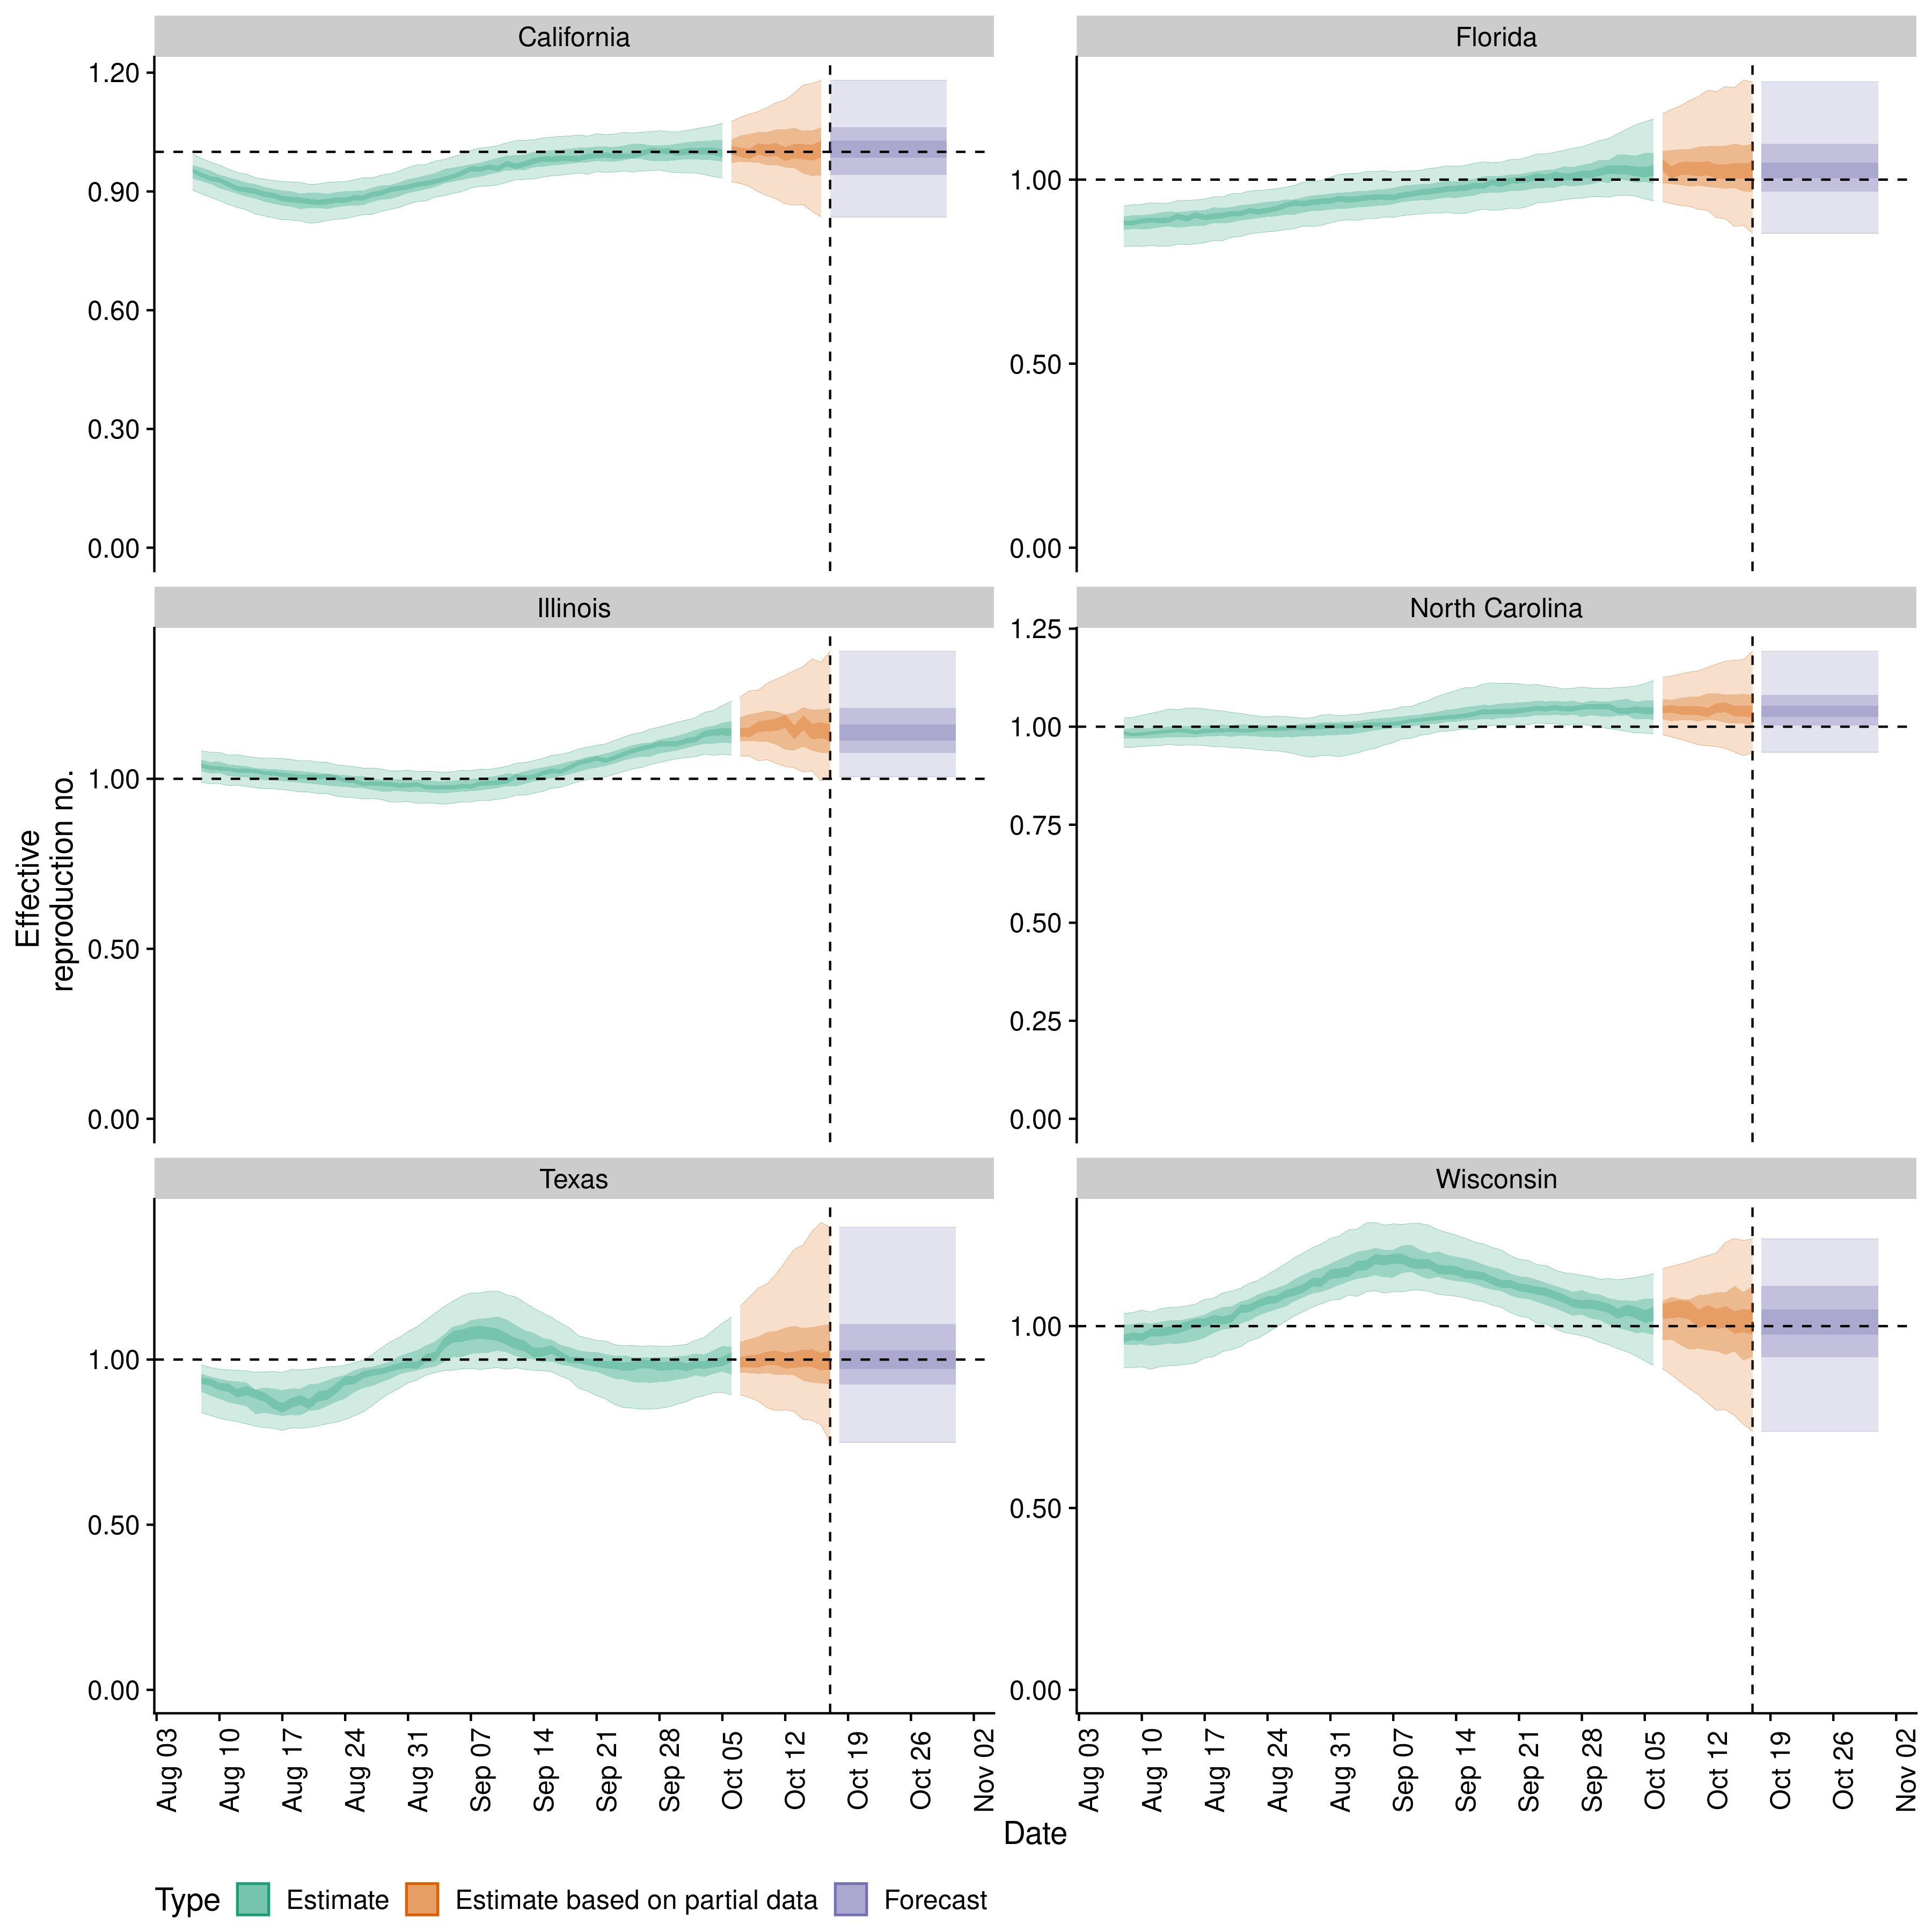 California
Florida
1.20
0.90
0.60
0.30
0.00
1.00
0.50
0.00
Illinois
North Carolina
1.00
0.50
0.00
1.25
1.00
0.75
0.50
0.25
0.00
Effective
reproduction no.
Texas
Wisconsin
1.00
0.50
0.00
1.00
0.50
0.00
Aug 03
Aug 10
Aug 17
Aug 24
Aug 31
Sep 07
Sep 14
Sep 21
Sep 28
Oct 05
Oct 12
Oct 19
Oct 26
Nov 02
Aug 03
Aug 10
Aug 17
Aug 24
Aug 31
Sep 07
Sep 14
Sep 21
Sep 28
Oct 05
Oct 12
Oct 19
Oct 26
Nov 02
Date
Type Estimate Estimate based on partial data Forecast